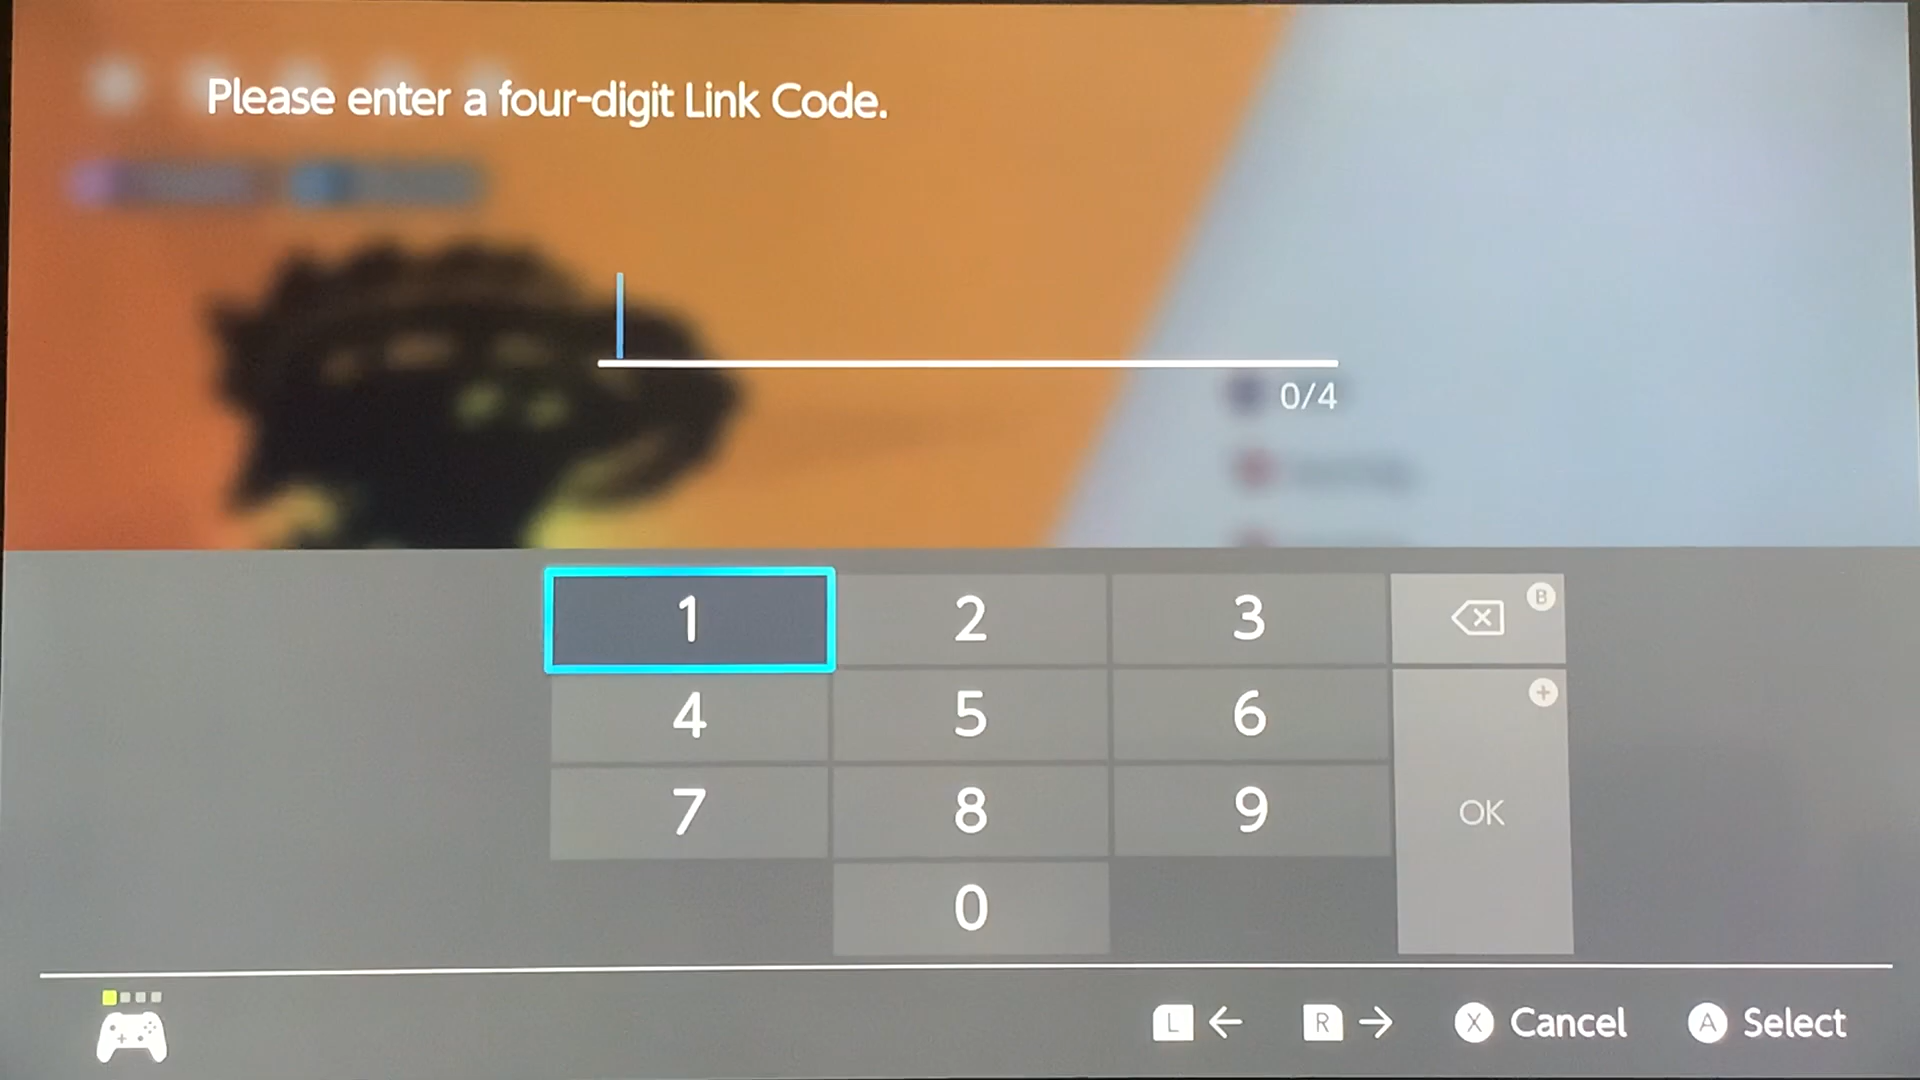 Please enter a four-digit Link Code.
0/4
1 2 3 B
4 5 6 +
7 8 9 OK
0
L ← R → X Cancel A Select